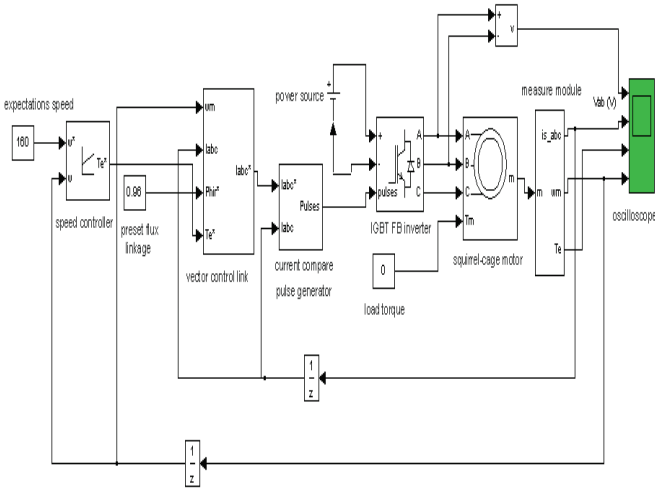 +
-
v
power source
+
measure module
Vab (V)
expectations speed
160
w*
w
Te*
speed controller
0.96
preset flux
linkage
wm
Iabc
Phir*
Te*
Iabc*
vector control link
Iabc*
Iabc
Pulses
current compare
pulse generator
+
-
pulses
A
B
C
IGBT FB inverter
0
load torque
A
B
C
Tm
m
squirrel-cage motor
m
is_abc
wm
Te
oscilloscope
1
z
1
z